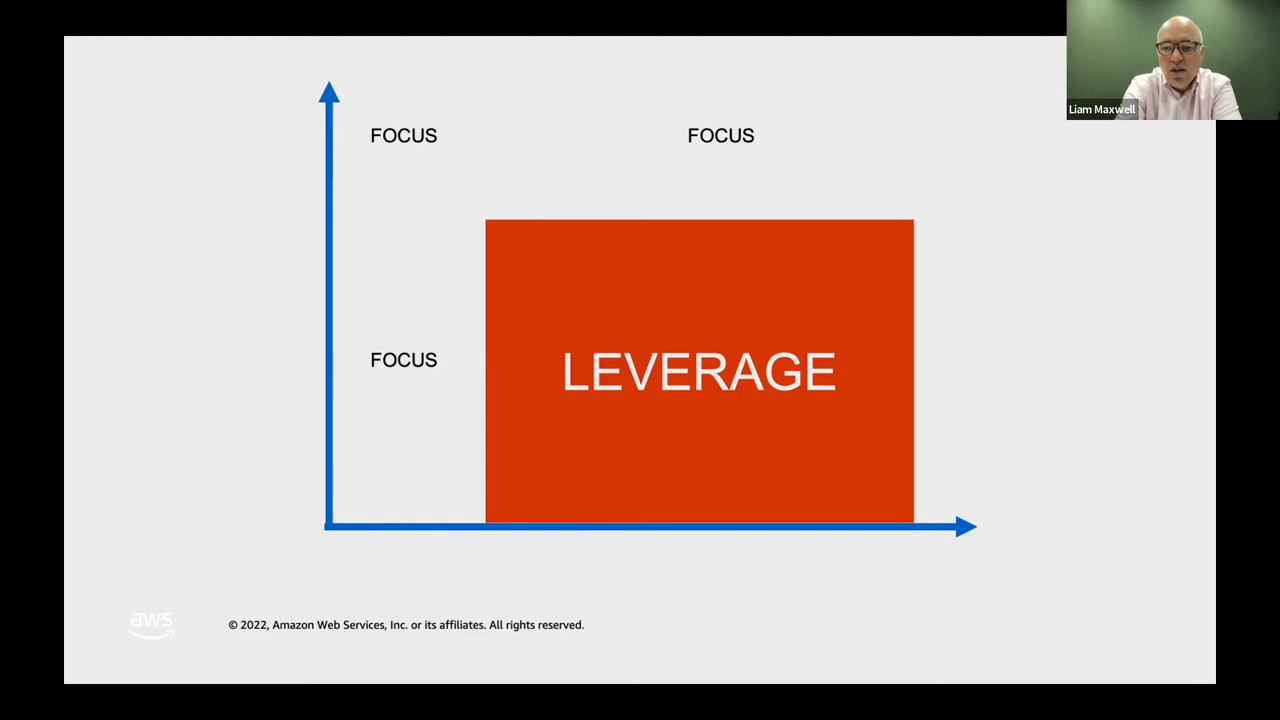 Liam Maxwell
FOCUS FOCUS
FOCUS
LEVERAGE
aws
© 2022, Amazon Web Services, Inc. or its affiliates. All rights reserved.